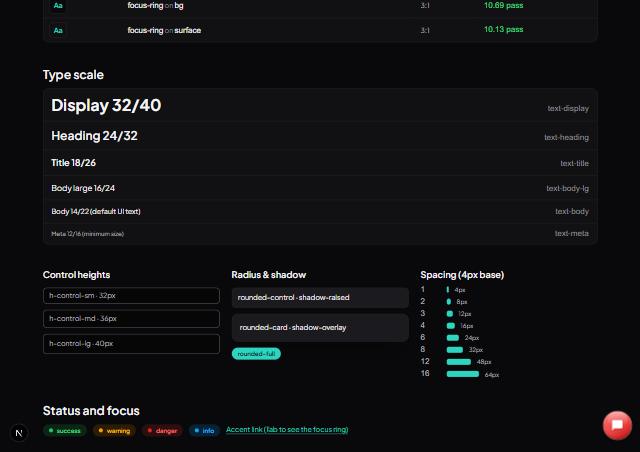 Aa focus-ring on bg 3:1 10.69 pass
Aa focus-ring on surface 3:1 10.13 pass
Type scale
Display 32/40 text-display
Heading 24/32 text-heading
Title 18/26 text-title
Body large 16/24 text-body-lg
Body 14/22 (default UI text) text-body
Meta 12/16 (minimum size) text-meta
Control heights
h-control-sm · 32px
h-control-md · 36px
h-control-lg · 40px
Radius & shadow
rounded-control · shadow-raised
rounded-card · shadow-overlay
rounded-full
Spacing (4px base)
1 4px
2 8px
3 12px
4 16px
6 24px
8 32px
12 48px
16 64px
Status and focus
success warning danger info Accent link (Tab to see the focus ring)
N